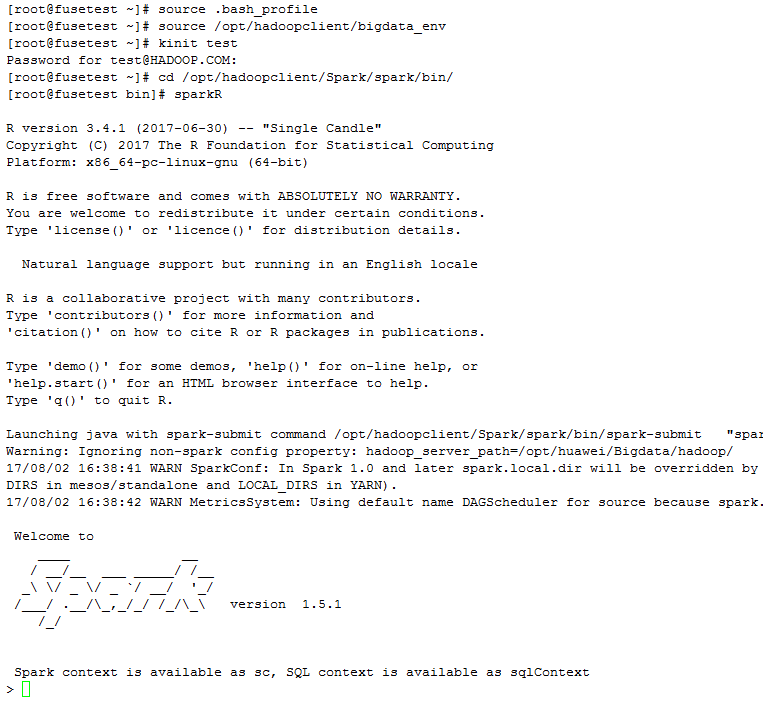 [root@fusetest ~]# source .bash_profile
[root@fusetest ~]# source /opt/hadoopclient/bigdata_env
[root@fusetest ~]# kinit test
Password for test@HADOOP.COM:
[root@fusetest ~]# cd /opt/hadoopclient/Spark/spark/bin/
[root@fusetest bin]# sparkR
R version 3.4.1 (2017-06-30) -- "Single Candle"
Copyright (C) 2017 The R Foundation for Statistical Computing
Platform: x86_64-pc-linux-gnu (64-bit)
R is free software and comes with ABSOLUTELY NO WARRANTY.
You are welcome to redistribute it under certain conditions.
Type 'license()' or 'licence()' for distribution details.
Natural language support but running in an English locale
R is a collaborative project with many contributors.
Type 'contributors()' for more information and
'citation()' on how to cite R or R packages in publications.
Type 'demo()' for some demos, 'help()' for on-line help, or
'help.start()' for an HTML browser interface to help.
Type 'q()' to quit R.
Launching java with spark-submit command /opt/hadoopclient/Spark/spark/bin/spark-submit "spar
Warning: Ignoring non-spark config property: hadoop_server_path=/opt/huawei/Bigdata/hadoop/
17/08/02 16:38:41 WARN SparkConf: In Spark 1.0 and later spark.local.dir will be overridden by
DIRS in mesos/standalone and LOCAL_DIRS in YARN).
17/08/02 16:38:42 WARN MetricsSystem: Using default name DAGScheduler for source because spark.
Welcome to
Spark version 1.5.1
Spark context is available as sc, SQL context is available as sqlContext
>